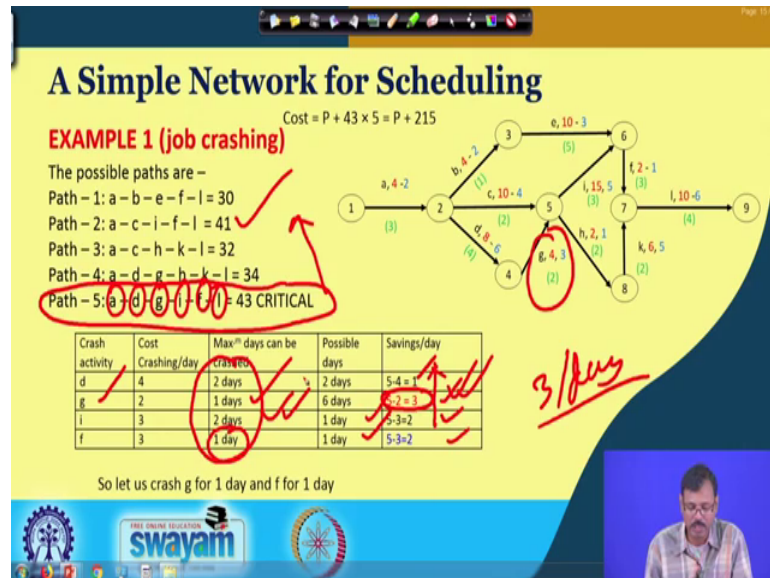 Page 15
A Simple Network for Scheduling
Cost = P + 43 × 5 = P + 215
EXAMPLE 1 (job crashing)
The possible paths are –
Path – 1: a – b – e – f – l = 30
Path – 2: a – c – i – f – l = 41
Path – 3: a – c – h – k – l = 32
Path – 4: a – d – g – h – k – l = 34
Path – 5: a – d – g – i – f – l = 43 CRITICAL
1
a, 4 -2
(3)
2
b, 4 - 2
(1)
3
e, 10 - 3
(5)
6
c, 10 - 4
(2)
5
i, 15, 5
(3)
f, 2 - 1
(3)
7
l, 10 -6
(4)
9
d, 8 - 6
(4)
4
g, 4, 3
(2)
h, 2, 1
(2)
k, 6, 5
(2)
8
Crash activity Cost Crashing/day Max.m days can be crashed Possible days Savings/day
d 4 2 days 2 days 5-4 = 1
g 2 1 days 6 days 5-2 = 3
i 3 2 days 1 day 5-3=2
f 3 1 day 1 day 5-3=2
3/day
So let us crash g for 1 day and f for 1 day
FREE ONLINE EDUCATION
swayam